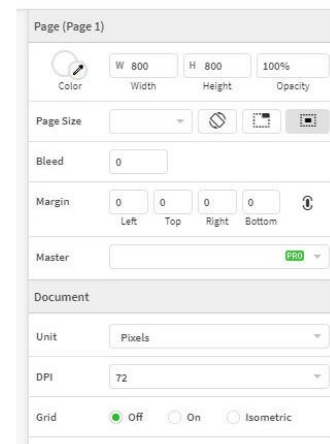 Page (Page 1)
W 800 H 800 100%
Color Width Height Opacity
Page Size
Bleed 0
Margin 0 0 0 0
Left Top Right Bottom
Master PRO
Document
Unit Pixels
DPI 72
Grid Off On Isometric